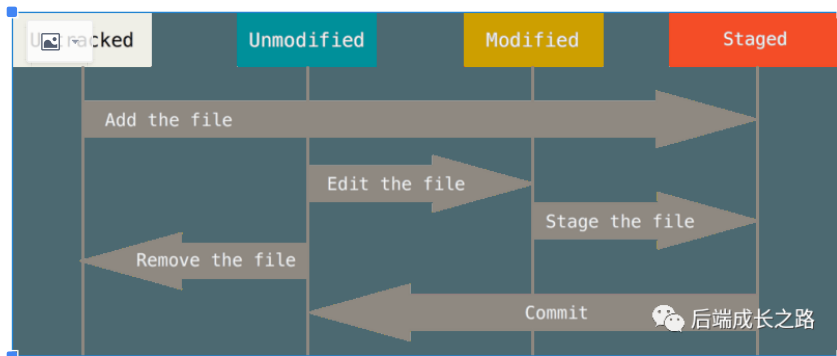 Untracked
Unmodified
Modified
Staged
Add the file
Edit the file
Stage the file
Remove the file
Commit
后端成长之路